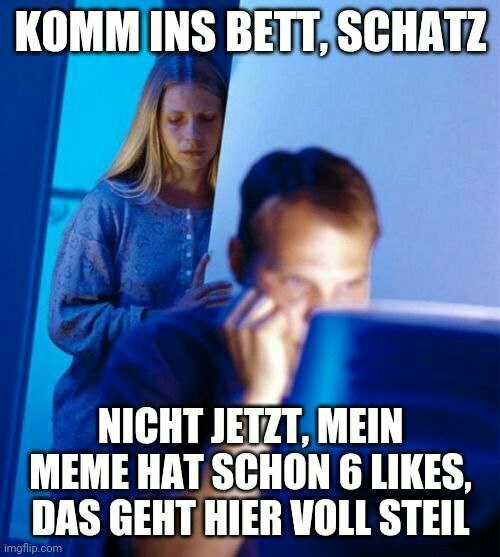 KOMM INS BETT, SCHATZ
NICHT JETZT, MEIN
MEME HAT SCHON 6 LIKES,
DAS GEHT HIER VOLL STEIL
imgflip.com